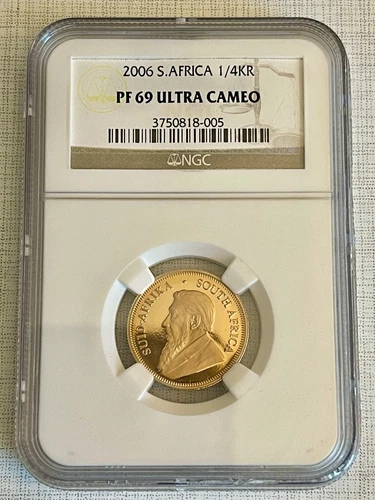 2006 S.AFRICA 1/4KR
PF 69 ULTRA CAMEO
3750818-005
NGC
SUID-AFRIKA · SOUTH AFRICA